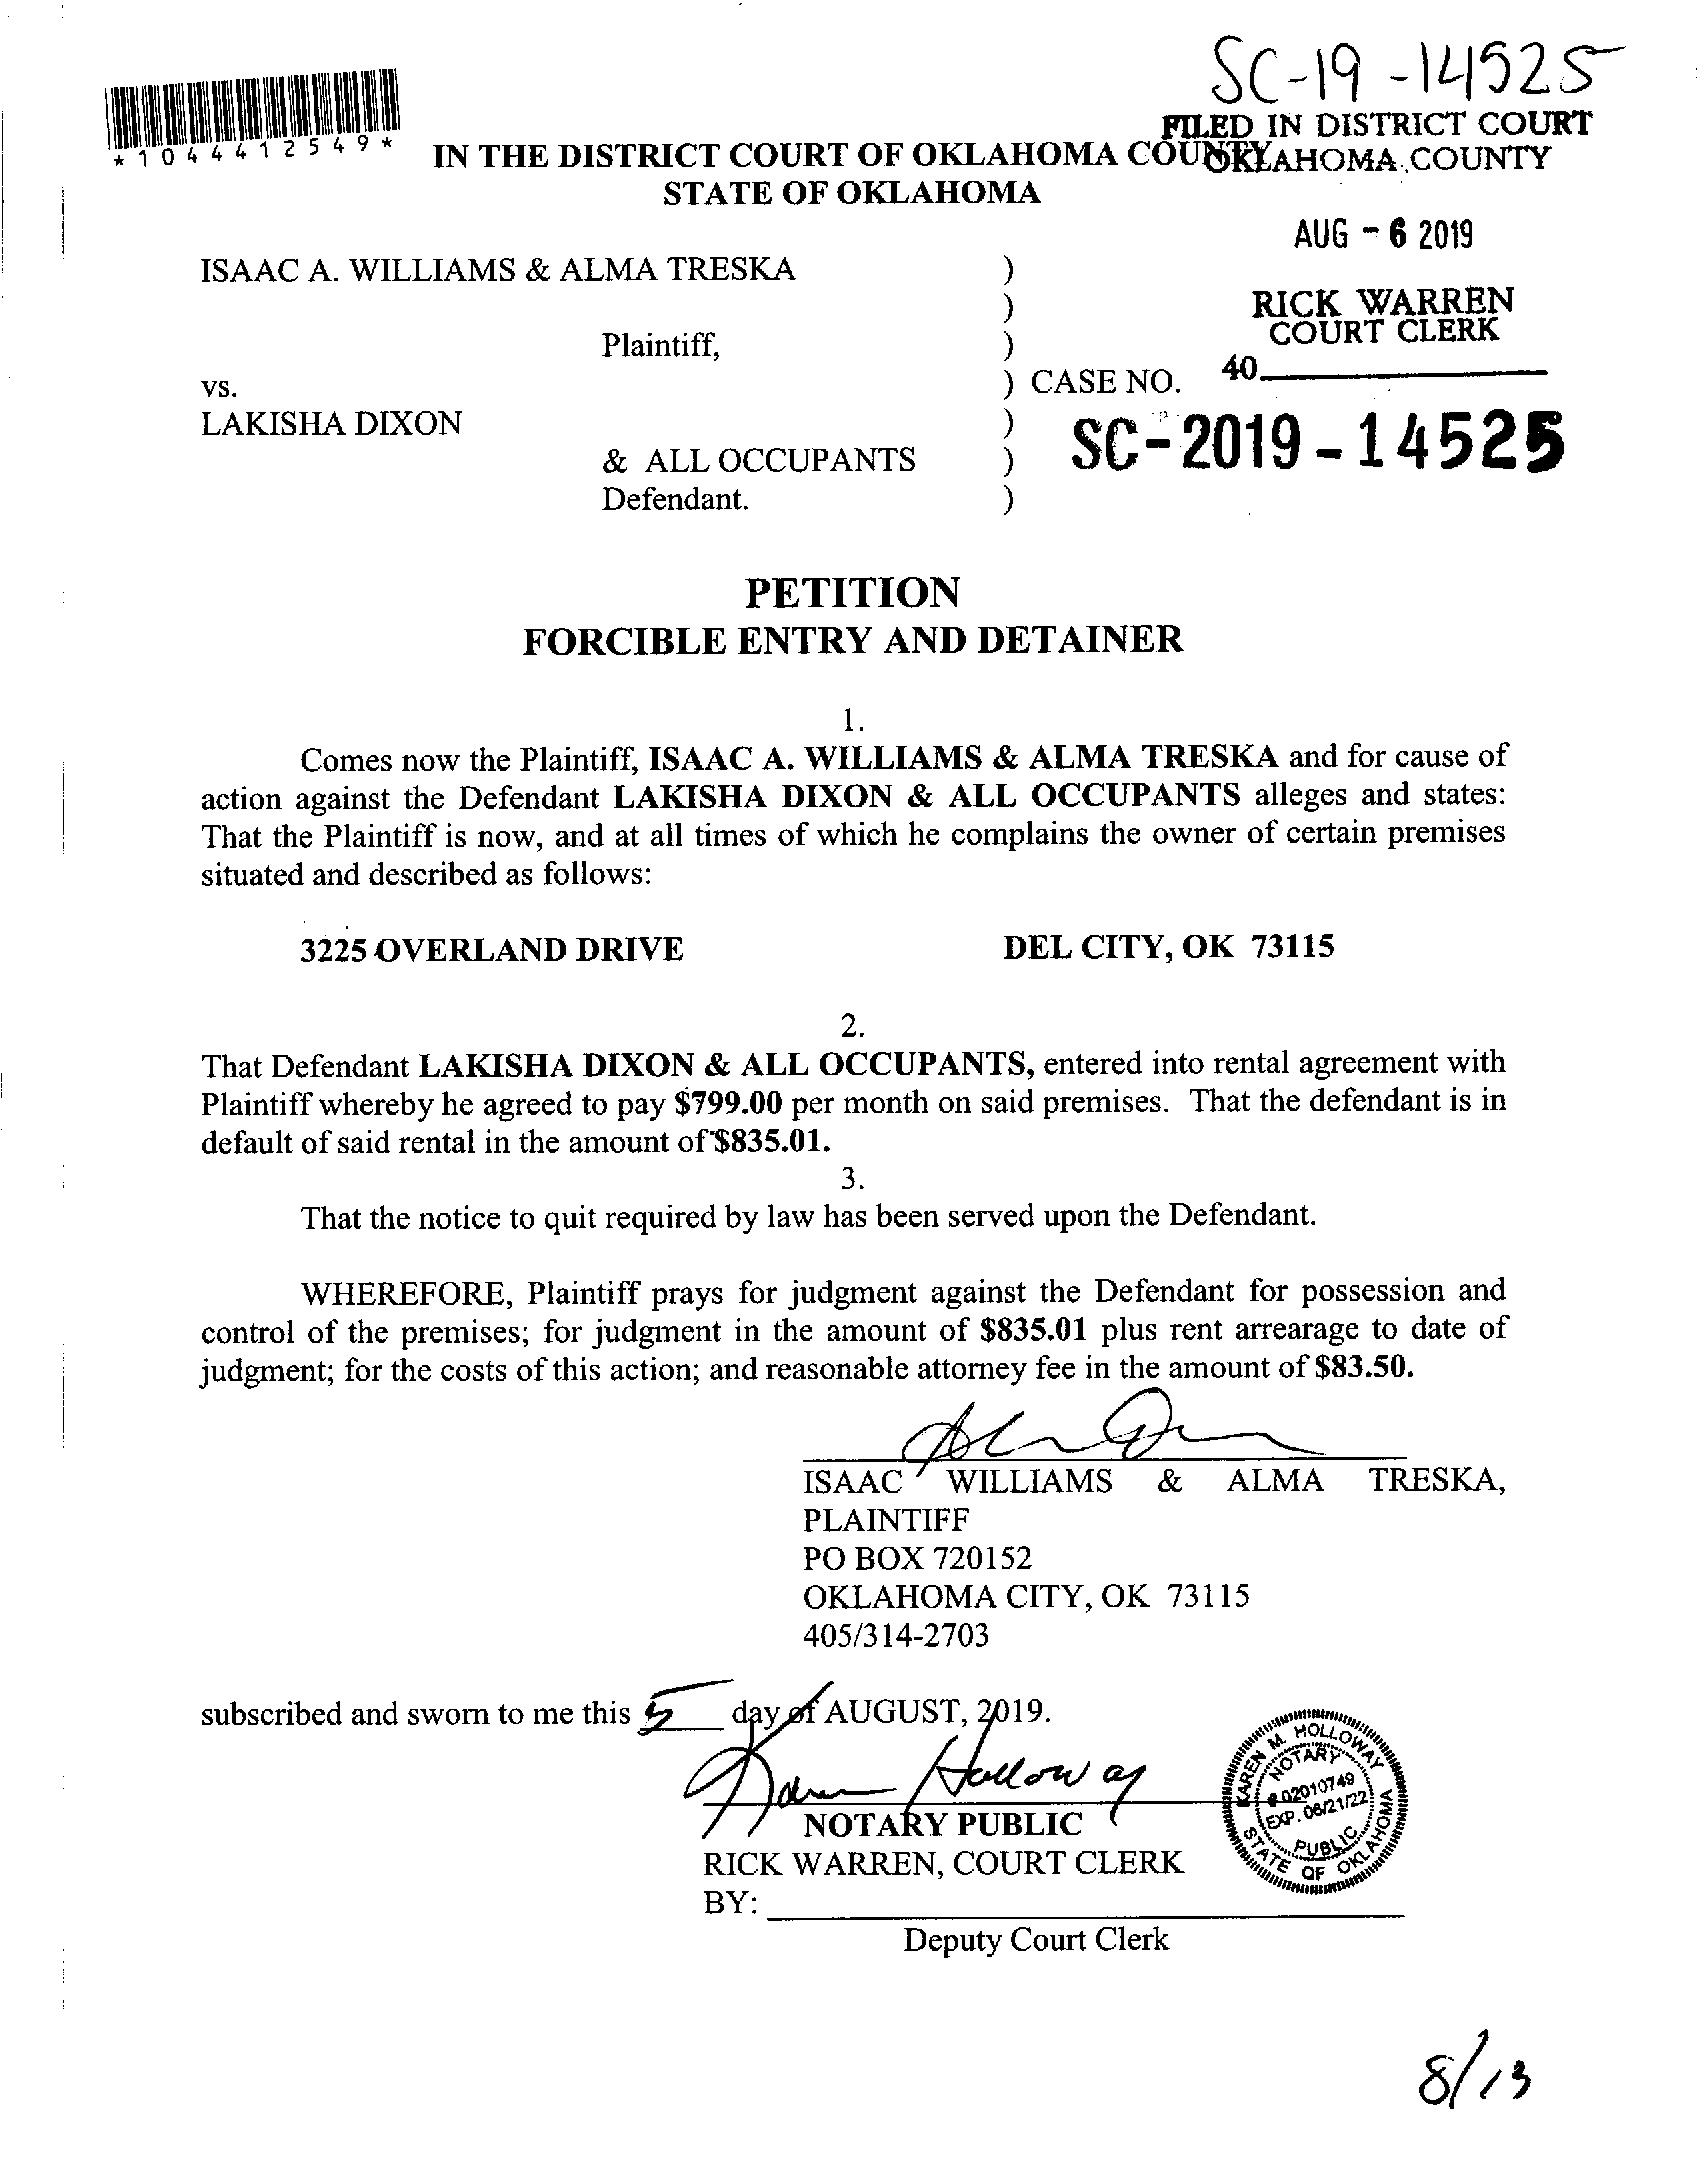 SC-19-14525
*1044412549*
FILED IN DISTRICT COURT
OKLAHOMA COUNTY
IN THE DISTRICT COURT OF OKLAHOMA COUNTY
STATE OF OKLAHOMA
AUG - 6 2019
ISAAC A. WILLIAMS & ALMA TRESKA )
)
RICK WARREN
COURT CLERK
Plaintiff, )
40
vs. ) CASE NO.
LAKISHA DIXON )
SC-2019-14525
& ALL OCCUPANTS )
Defendant. )
PETITION
FORCIBLE ENTRY AND DETAINER
1.
Comes now the Plaintiff, ISAAC A. WILLIAMS & ALMA TRESKA and for cause of
action against the Defendant LAKISHA DIXON & ALL OCCUPANTS alleges and states:
That the Plaintiff is now, and at all times of which he complains the owner of certain premises
situated and described as follows:
3225 OVERLAND DRIVE DEL CITY, OK 73115
2.
That Defendant LAKISHA DIXON & ALL OCCUPANTS, entered into rental agreement with
Plaintiff whereby he agreed to pay $799.00 per month on said premises. That the defendant is in
default of said rental in the amount of $835.01.
3.
That the notice to quit required by law has been served upon the Defendant.
WHEREFORE, Plaintiff prays for judgment against the Defendant for possession and
control of the premises; for judgment in the amount of $835.01 plus rent arrearage to date of
judgment; for the costs of this action; and reasonable attorney fee in the amount of $83.50.
ISAAC WILLIAMS & ALMA TRESKA,
PLAINTIFF
PO BOX 720152
OKLAHOMA CITY, OK 73115
405/314-2703
subscribed and sworn to me this 5 day of AUGUST, 2019.
Karen Holloway
NOTARY PUBLIC
KAREN M. HOLLOWAY
NOTARY
# 02010749
EXP. 06/21/22
PUBLIC
STATE OF OKLAHOMA
RICK WARREN, COURT CLERK
BY:
Deputy Court Clerk
8/13